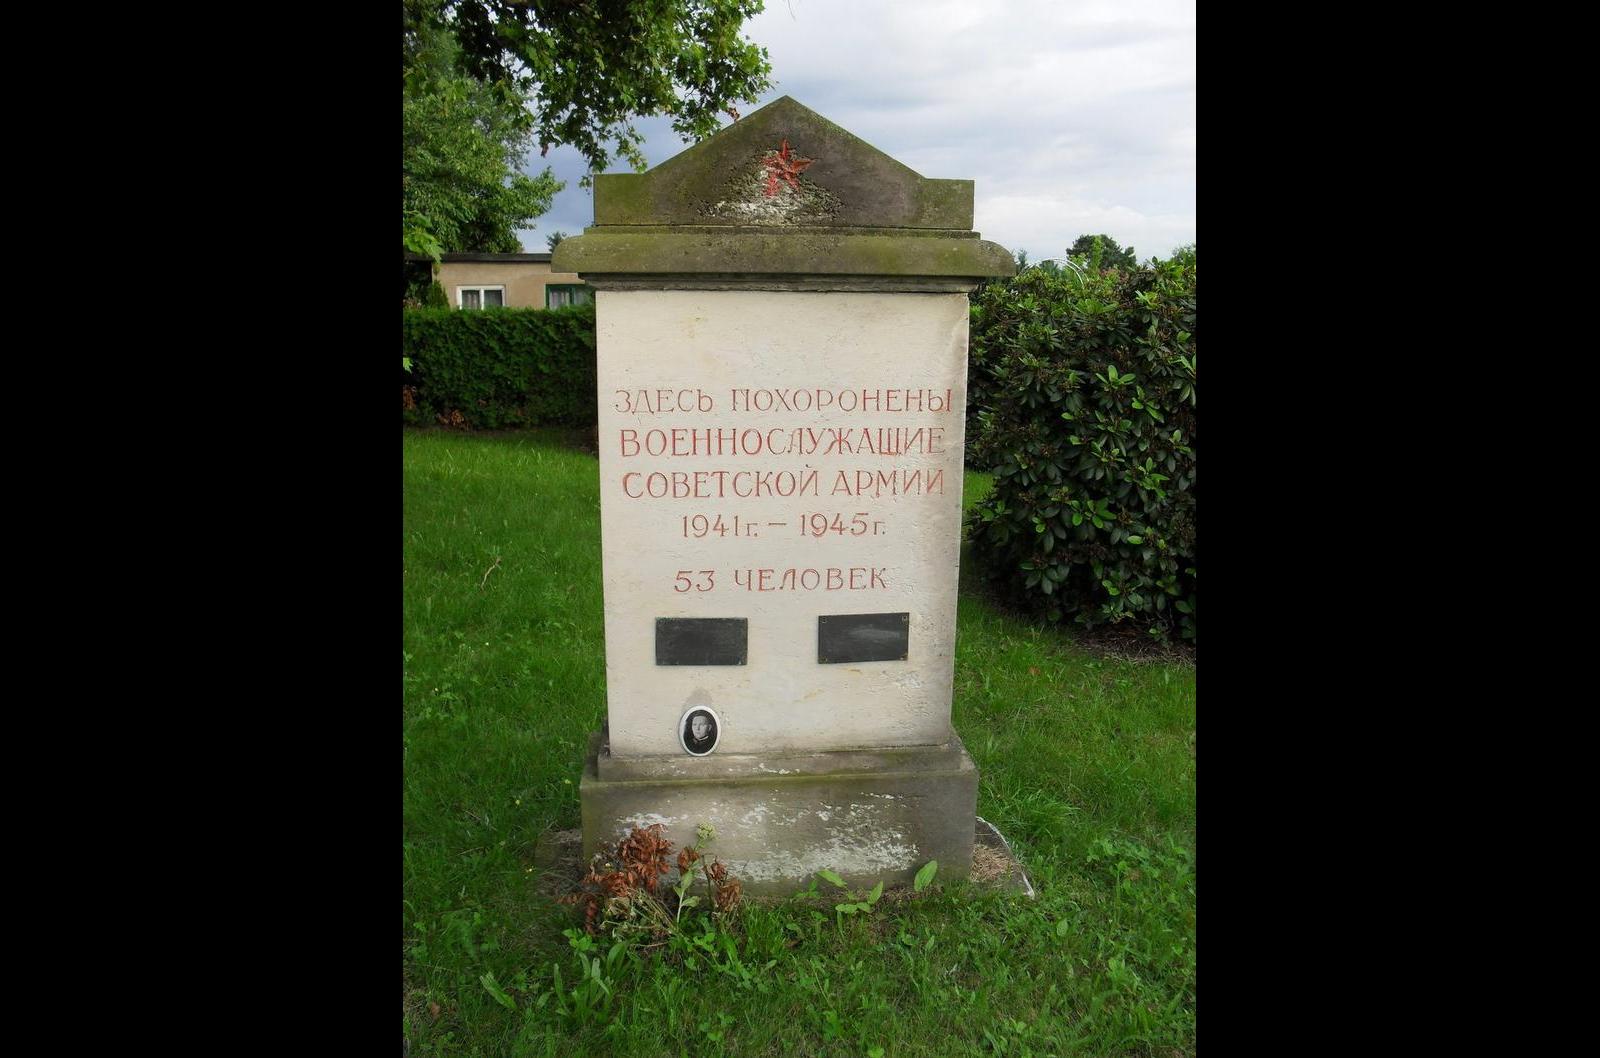 ЗДЕСЬ ПОХОРОНЕНЫ
ВОЕННОСЛУЖАЩИЕ
СОВЕТСКОЙ АРМИИ
1941г. – 1945г.
53 ЧЕЛОВЕК